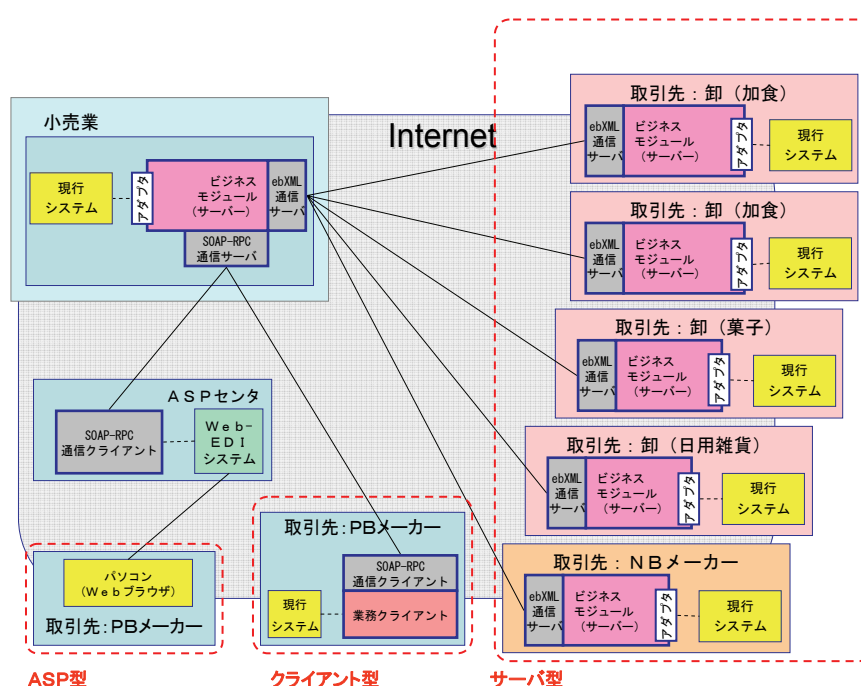 小売業
現行
システム
アダプタ
ビジネス
モジュール
（サーバー）
ebXML
通信
サーバ
SOAP-RPC
通信サーバ
Internet
取引先：卸（加食）
ebXML
通信
サーバ
ビジネス
モジュール
（サーバー）
アダプタ
現行
システム
取引先：卸（加食）
ebXML
通信
サーバ
ビジネス
モジュール
（サーバー）
アダプタ
現行
システム
取引先：卸（菓子）
ebXML
通信
サーバ
ビジネス
モジュール
（サーバー）
アダプタ
現行
システム
取引先：卸（日用雑貨）
ebXML
通信
サーバ
ビジネス
モジュール
（サーバー）
アダプタ
現行
システム
取引先：ＮＢメーカー
ebXML
通信
サーバ
ビジネス
モジュール
（サーバー）
アダプタ
現行
システム
ＡＳＰセンタ
SOAP-RPC
通信クライアント
Ｗｅｂ-
ＥＤＩ
システム
パソコン
（Ｗｅｂブラウザ）
取引先:PBメーカー
取引先:PBメーカー
SOAP-RPC
通信クライアント
業務クライアント
現行
システム
ASP型
クライアント型
サーバ型